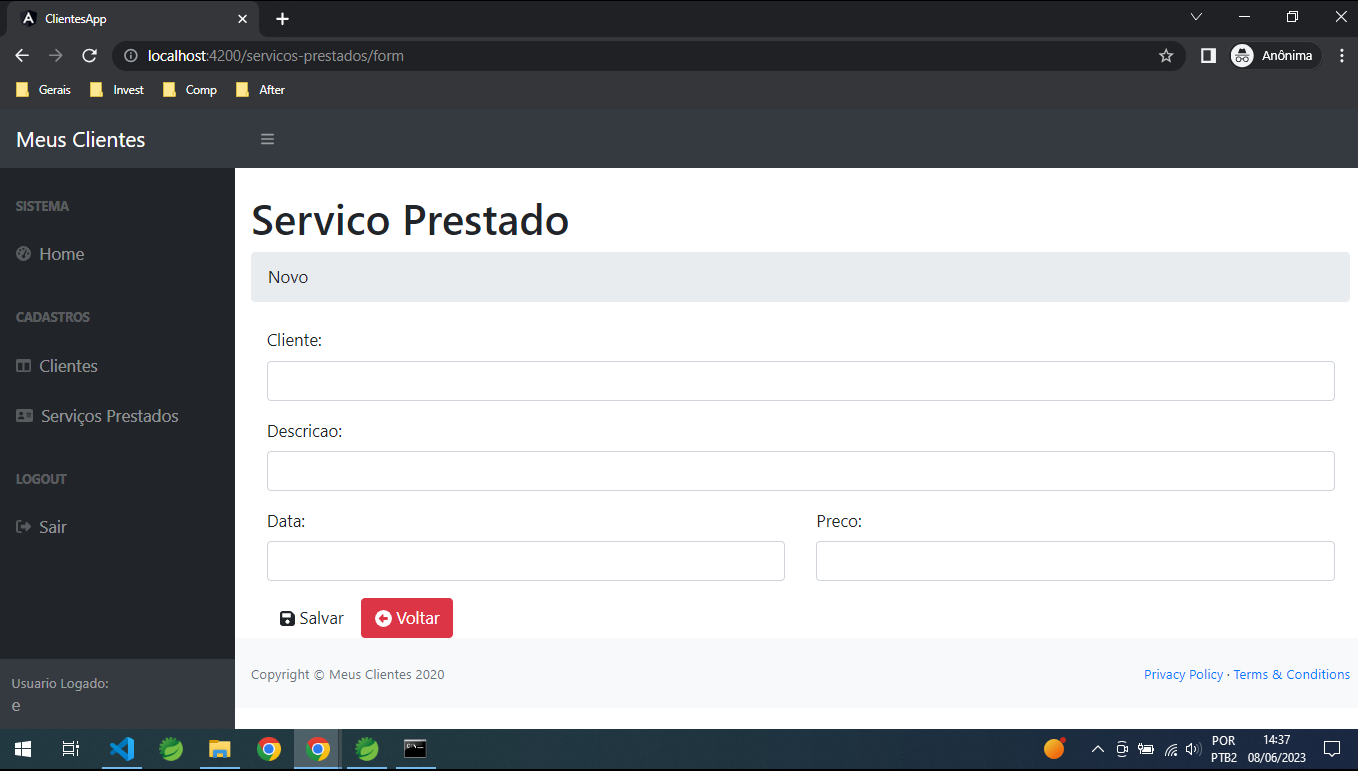 ClientesApp
localhost:4200/servicos-prestados/form
Anônima
Gerais Invest Comp After
Meus Clientes
SISTEMA
Home
CADASTROS
Clientes
Serviços Prestados
LOGOUT
Sair
Usuario Logado:
e
Servico Prestado
Novo
Cliente:
Descricao:
Data: Preco:
Salvar Voltar
Copyright © Meus Clientes 2020 Privacy Policy · Terms & Conditions
POR 14:37
PTB2 08/06/2023